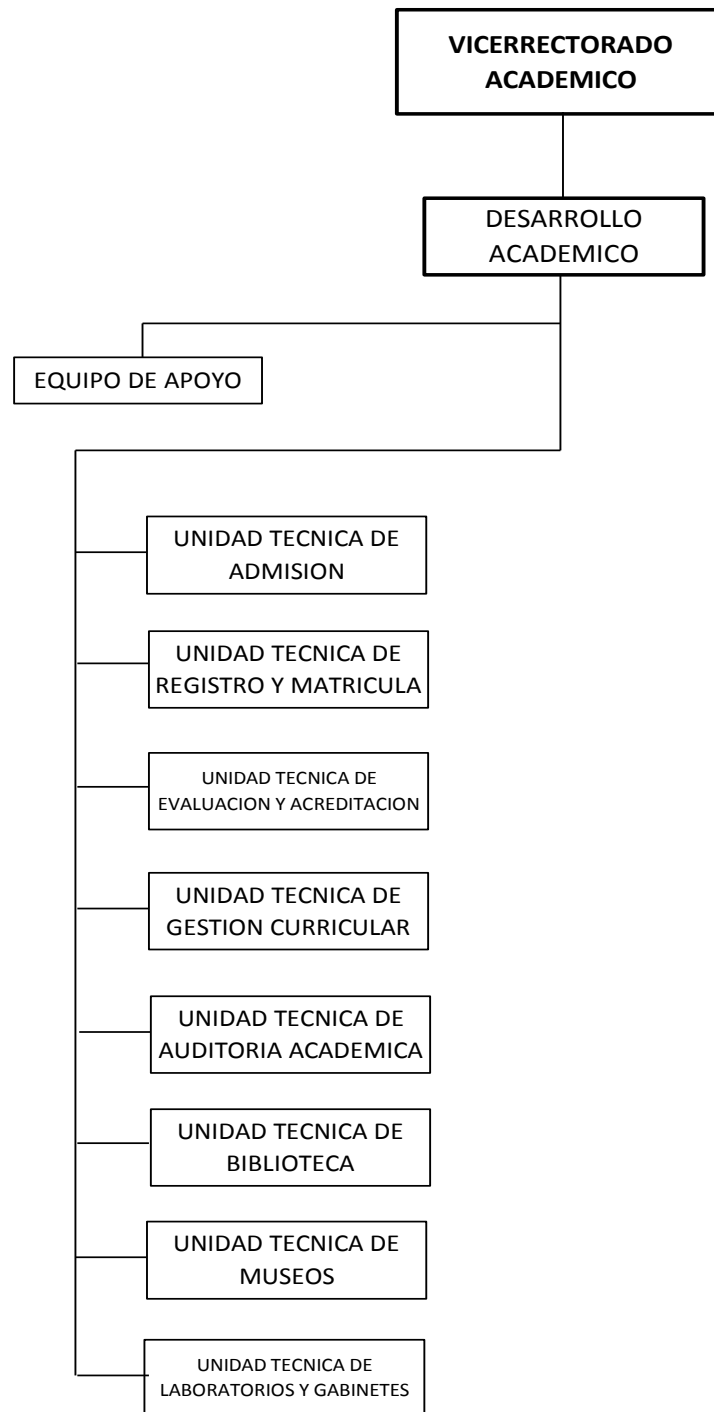 VICERRECTORADO
ACADEMICO
DESARROLLO
ACADEMICO
EQUIPO DE APOYO
UNIDAD TECNICA DE
ADMISION
UNIDAD TECNICA DE
REGISTRO Y MATRICULA
UNIDAD TECNICA DE
EVALUACION Y ACREDITACION
UNIDAD TECNICA DE
GESTION CURRICULAR
UNIDAD TECNICA DE
AUDITORIA ACADEMICA
UNIDAD TECNICA DE
BIBLIOTECA
UNIDAD TECNICA DE
MUSEOS
UNIDAD TECNICA DE
LABORATORIOS Y GABINETES